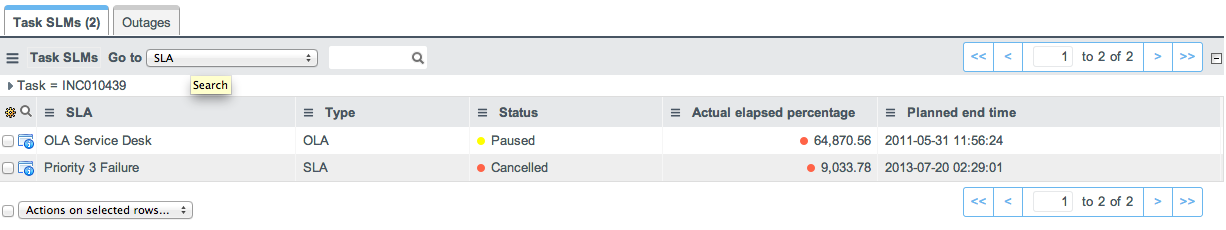 Task SLMs (2) Outages
Task SLMs Go to SLA << < 1 to 2 of 2 > >>
Task = INC010439 Search
SLA Type Status Actual elapsed percentage Planned end time
OLA Service Desk OLA Paused 64,870.56 2011-05-31 11:56:24
Priority 3 Failure SLA Cancelled 9,033.78 2013-07-20 02:29:01
Actions on selected rows... << < 1 to 2 of 2 > >>